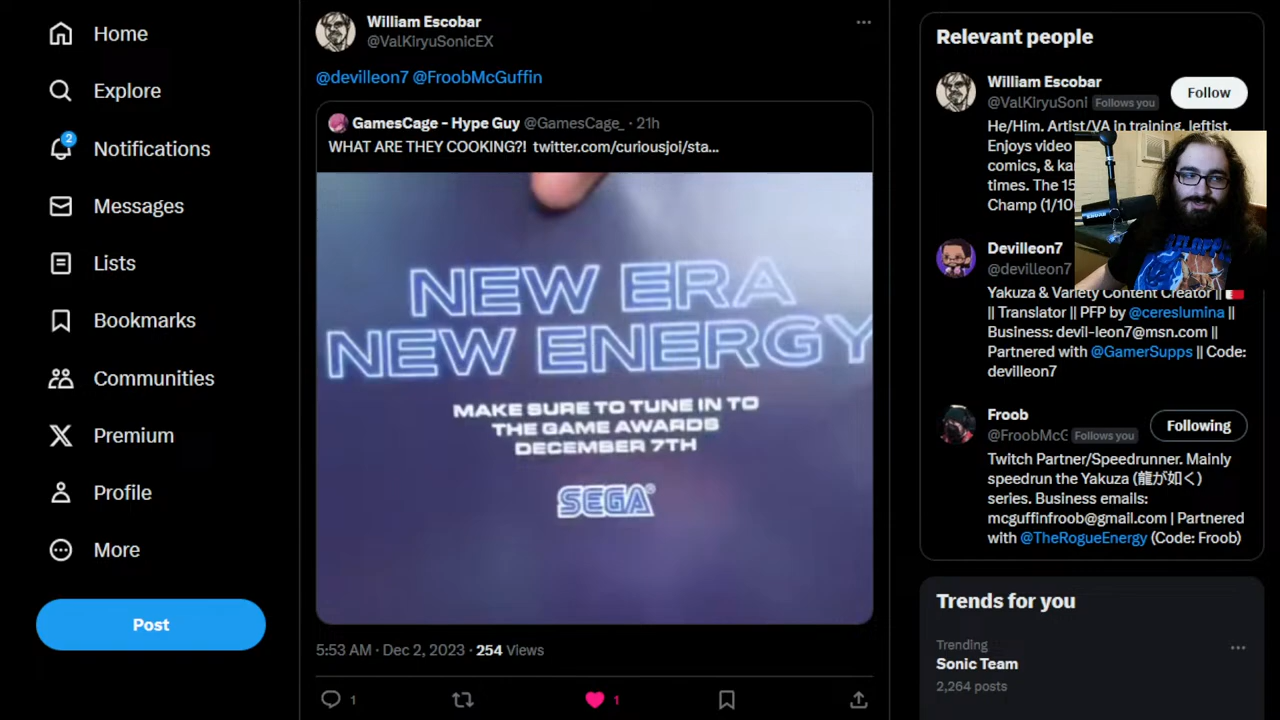 Home
Explore
2
Notifications
Messages
Lists
Bookmarks
Communities
Premium
Profile
More
Post
William Escobar
@ValKiryuSonicEX
@devilleon7 @FroobMcGuffin
GamesCage - Hype Guy @GamesCage_ · 21h
WHAT ARE THEY COOKING?! twitter.com/curiousjoi/sta...
NEW ERA
NEW ENERGY
MAKE SURE TO TUNE IN TO
THE GAME AWARDS
DECEMBER 7TH
SEGA®
5:53 AM · Dec 2, 2023 · 254 Views
1
1
Relevant people
William Escobar
@ValKiryuSoni Follows you
Follow
He/Him. Artist/VA in training, leftist.
Enjoys video
comics, & ka
times. The 15
Champ (1/10
Devilleon7
@devilleon7
Yakuza & Variety Content Creator ||
|| Translator || PFP by @cereslumina ||
Business: devil-leon7@msn.com ||
Partnered with @GamerSupps || Code:
devilleon7
Froob
@FroobMcG Follows you
Following
Twitch Partner/Speedrunner. Mainly
speedrun the Yakuza (龍が如く)
series. Business emails:
mcguffinfroob@gmail.com | Partnered
with @TheRogueEnergy (Code: Froob)
Trends for you
Trending
Sonic Team
2,264 posts